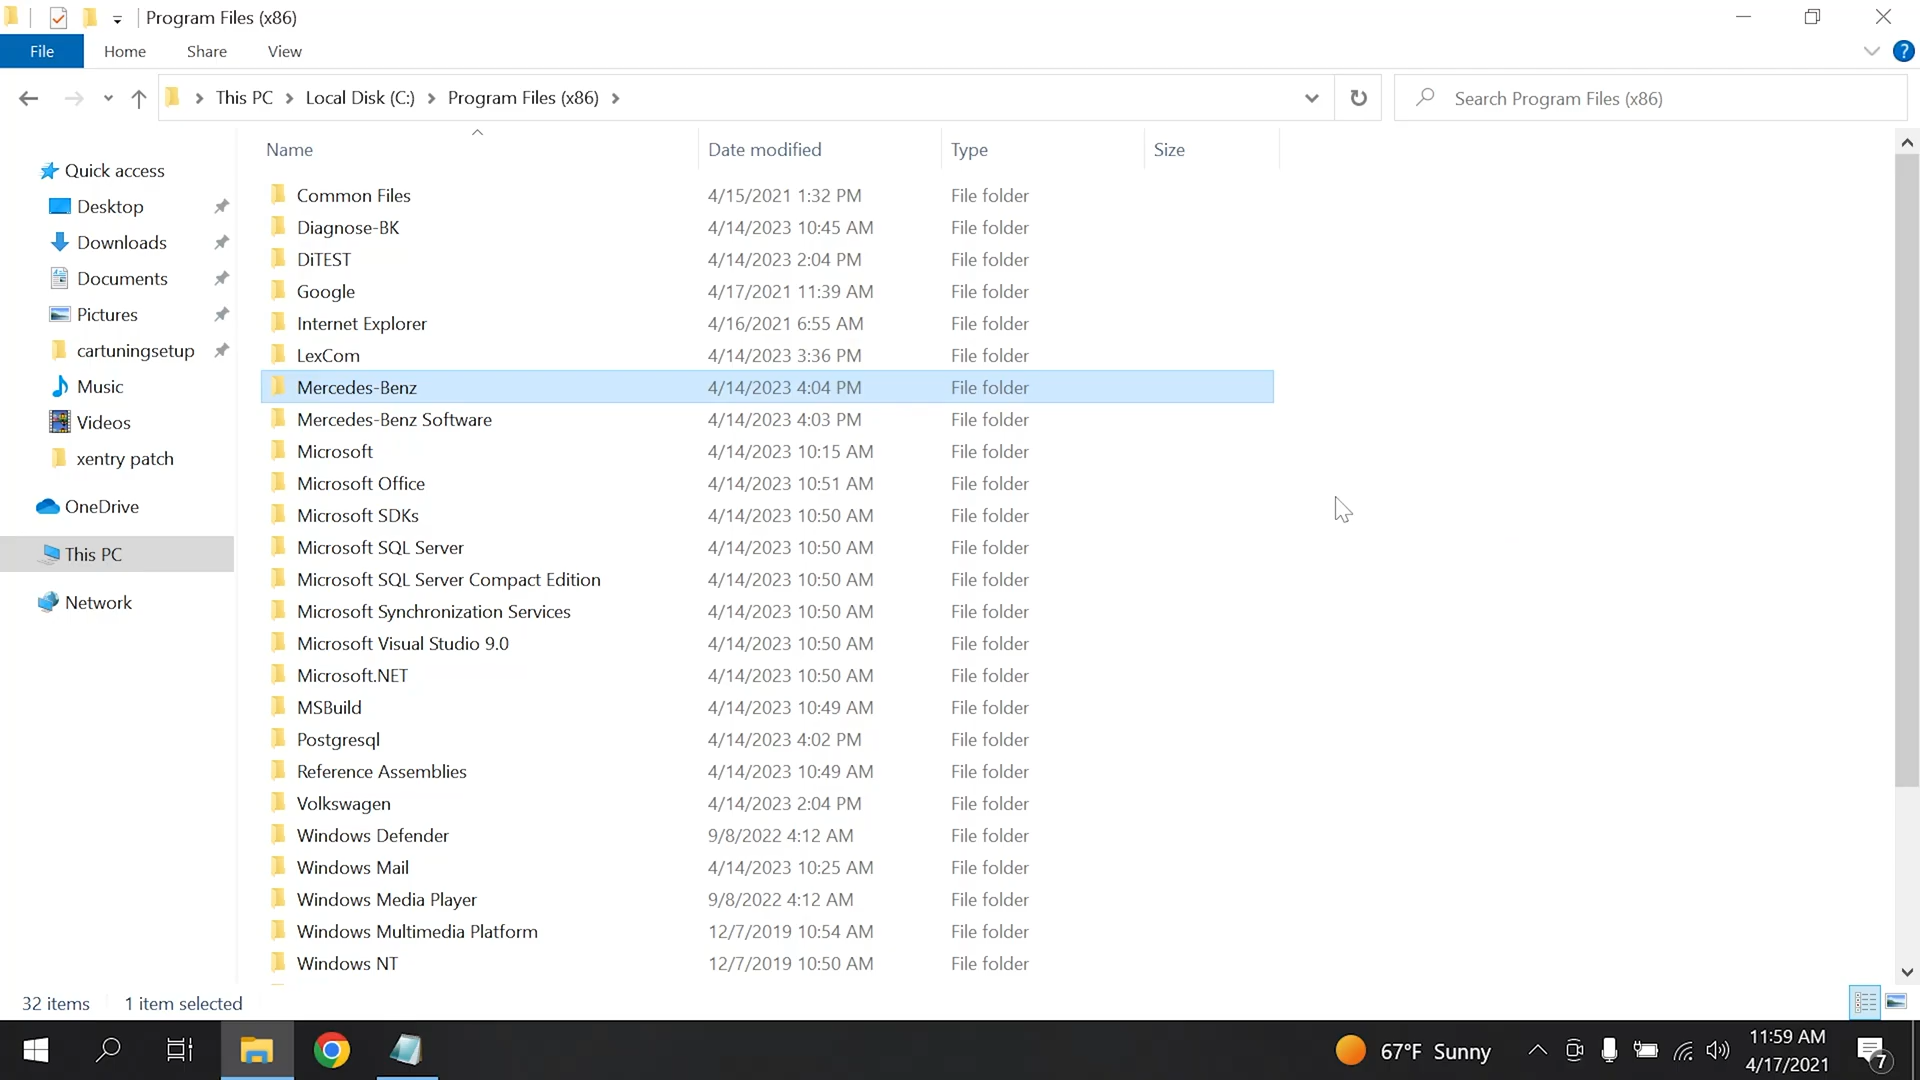 Program Files (x86)
File Home Share View
This PC Local Disk (C:) Program Files (x86)
Search Program Files (x86)
Name Date modified Type Size
Quick access
Desktop
Downloads
Documents
Pictures
cartuningsetup
Music
Videos
xentry patch
OneDrive
This PC
Network
Common Files 4/15/2021 1:32 PM File folder
Diagnose-BK 4/14/2023 10:45 AM File folder
DiTEST 4/14/2023 2:04 PM File folder
Google 4/17/2021 11:39 AM File folder
Internet Explorer 4/16/2021 6:55 AM File folder
LexCom 4/14/2023 3:36 PM File folder
Mercedes-Benz 4/14/2023 4:04 PM File folder
Mercedes-Benz Software 4/14/2023 4:03 PM File folder
Microsoft 4/14/2023 10:15 AM File folder
Microsoft Office 4/14/2023 10:51 AM File folder
Microsoft SDKs 4/14/2023 10:50 AM File folder
Microsoft SQL Server 4/14/2023 10:50 AM File folder
Microsoft SQL Server Compact Edition 4/14/2023 10:50 AM File folder
Microsoft Synchronization Services 4/14/2023 10:50 AM File folder
Microsoft Visual Studio 9.0 4/14/2023 10:50 AM File folder
Microsoft.NET 4/14/2023 10:50 AM File folder
MSBuild 4/14/2023 10:49 AM File folder
Postgresql 4/14/2023 4:02 PM File folder
Reference Assemblies 4/14/2023 10:49 AM File folder
Volkswagen 4/14/2023 2:04 PM File folder
Windows Defender 9/8/2022 4:12 AM File folder
Windows Mail 4/14/2023 10:25 AM File folder
Windows Media Player 9/8/2022 4:12 AM File folder
Windows Multimedia Platform 12/7/2019 10:54 AM File folder
Windows NT 12/7/2019 10:50 AM File folder
32 items 1 item selected
67°F Sunny
11:59 AM
4/17/2021
7